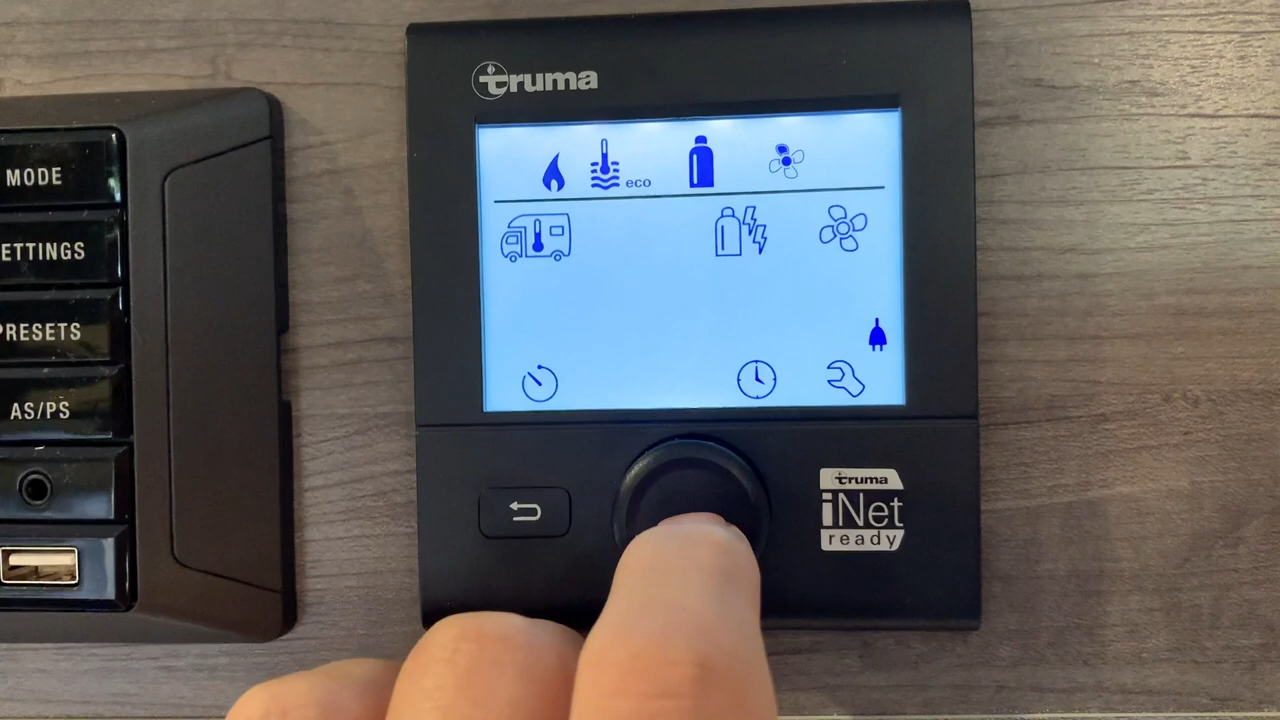 truma
eco
MODE
ETTINGS
PRESETS
AS/PS
truma
iNet
ready